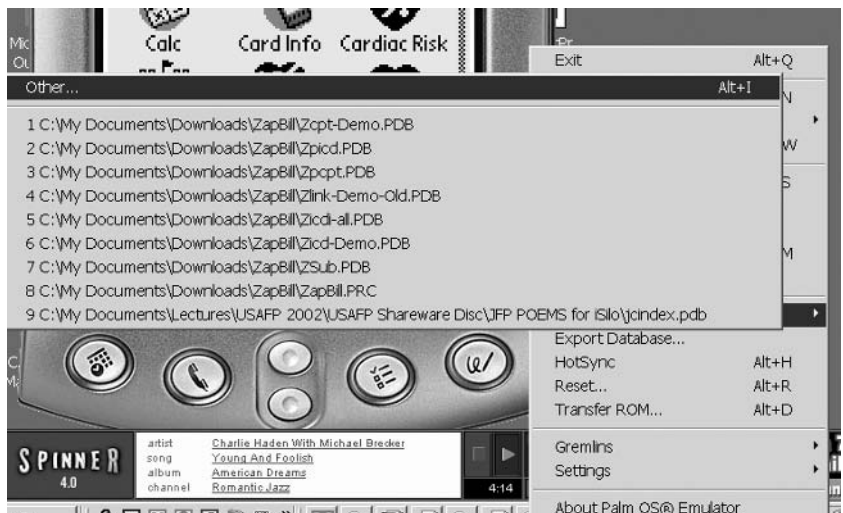 Mic
Ou
Calc
Card Info
Cardiac Risk
Exit Alt+Q
Other... Alt+I
N
W
S
M
1 C:\My Documents\Downloads\ZapBill\Zcpt-Demo.PDB
2 C:\My Documents\Downloads\ZapBill\Zpicd.PDB
3 C:\My Documents\Downloads\ZapBill\Zpcpt.PDB
4 C:\My Documents\Downloads\ZapBill\Zlink-Demo-Old.PDB
5 C:\My Documents\Downloads\ZapBill\Zicdi-all.PDB
6 C:\My Documents\Downloads\ZapBill\Zicd-Demo.PDB
7 C:\My Documents\Downloads\ZapBill\ZSub.PDB
8 C:\My Documents\Downloads\ZapBill\ZapBill.PRC
9 C:\My Documents\Lectures\USAFP 2002\USAFP Shareware Disc\JFP POEMS for iSilo\jcindex.pdb
Export Database...
HotSync Alt+H
Reset... Alt+R
Transfer ROM... Alt+D
Gremlins
Settings
About Palm OS® Emulator
SPINNER
4.0
artist Charlie Haden With Michael Brecker
song Young And Foolish
album American Dreams
channel Romantic Jazz
4:14